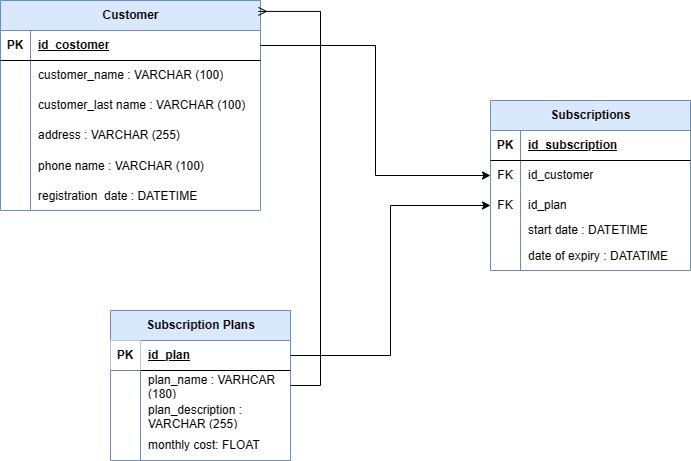 Customer
PK id_costomer
customer_name : VARCHAR (100)
customer_last name : VARCHAR (100)
address : VARCHAR (255)
phone name : VARCHAR (100)
registration date : DATETIME
Subscriptions
PK id_subscription
FK id_customer
FK id_plan
start date : DATETIME
date of expiry : DATATIME
Subscription Plans
PK id_plan
plan_name : VARHCAR
(180)
plan_description :
VARCHAR (255)
monthly cost: FLOAT